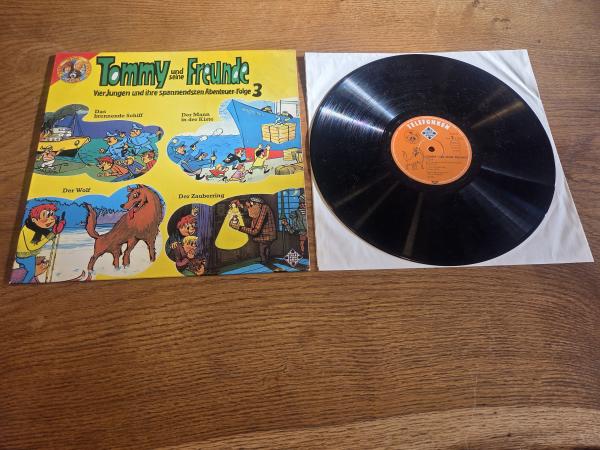 Tommy und seine Freunde
Vier Jungen und ihre spannendsten Abenteuer·Folge 3
Das
brennende Schiff
Der Mann
in der Kiste
Der Wolf
Der Zauberring
TELEFUNKEN